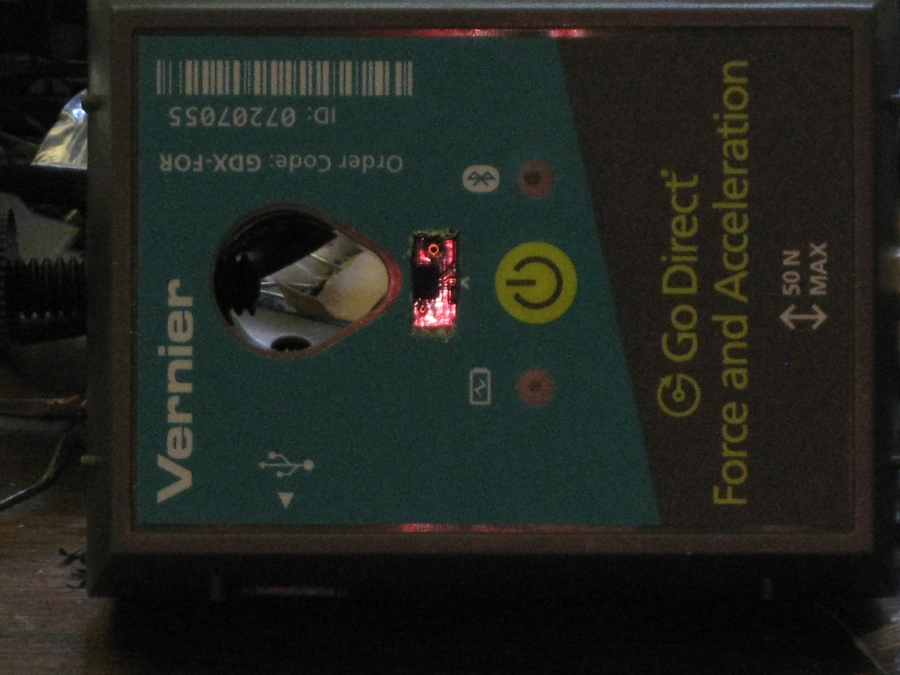 Vernier
Go Direct®
Force and Acceleration
50 N
MAX
Order Code: GDX-FOR
ID: 07207055